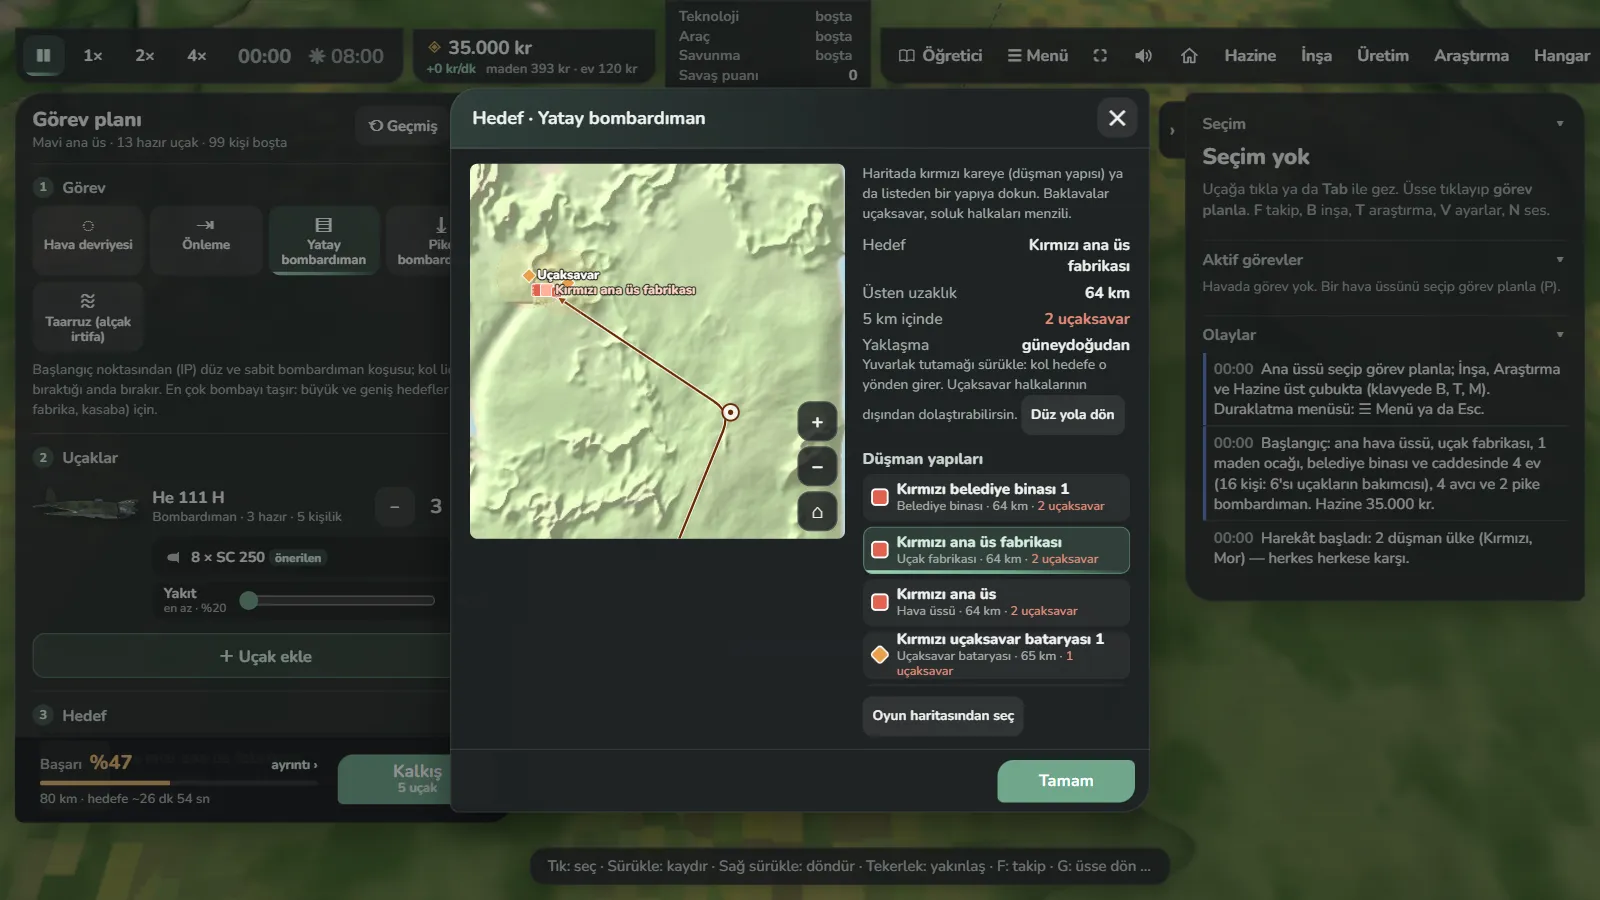 1×
2×
4×
00:00
08:00
35.000 kr
+0 kr/dk maden 393 kr · ev 120 kr
Teknoloji boşta
Araç boşta
Savunma boşta
Savaş puanı 0
Öğretici
Menü
Hazine
İnşa
Üretim
Araştırma
Hangar
Görev planı
Mavi ana üs · 13 hazır uçak · 99 kişi boşta
Geçmiş
1 Görev
Hava devriyesi
Önleme
Yatay
bombardıman
Taarruz (alçak
irtifa)
Başlangıç noktasından (IP) düz ve sabit bombardıman koşusu; kol
bıraktığı anda bırakır. En çok bombayı taşır: büyük ve geniş hedefler
fabrika, kasaba) için.
2 Uçaklar
He 111 H
Bombardıman · 3 hazır · 5 kişilik
– 3
8 × SC 250 önerilen
Yakıt
en az · %20
+ Uçak ekle
3 Hedef
Başarı %47 ayrıntı ›
80 km · hedefe ~26 dk 54 sn
Kalkış
5 uçak
Hedef · Yatay bombardıman
Uçaksavar
Kırmızı ana üs fabrikası
+
–
Haritada kırmızı kareye (düşman yapısı) ya
da listeden bir yapıya dokun. Baklavalar
uçaksavar, soluk halkaları menzili.
Hedef Kırmızı ana üs
fabrikası
Üsten uzaklık 64 km
5 km içinde 2 uçaksavar
Yaklaşma güneydoğudan
Yuvarlak tutamağı sürükle: kol hedefe o
yönden girer. Uçaksavar halkalarının
dışından dolaştırabilirsin. Düz yola dön
Düşman yapıları
Kırmızı belediye binası 1
Belediye binası · 64 km · 2 uçaksavar
Kırmızı ana üs fabrikası
Uçak fabrikası · 64 km · 2 uçaksavar
Kırmızı ana üs
Hava üssü · 64 km · 2 uçaksavar
Kırmızı uçaksavar bataryası 1
Uçaksavar bataryası · 65 km · 1
uçaksavar
Oyun haritasından seç
Tamam
Seçim
Seçim yok
Uçağa tıkla ya da Tab ile gez. Üsse tıklayıp görev
planla. F takip, B inşa, T araştırma, V ayarlar, N ses.
Aktif görevler
Havada görev yok. Bir hava üssünü seçip görev planla (P).
Olaylar
00:00 Ana üssü seçip görev planla; İnşa, Araştırma
ve Hazine üst çubukta (klavyede B, T, M).
Duraklatma menüsü: ☰ Menü ya da Esc.
00:00 Başlangıç: ana hava üssü, uçak fabrikası, 1
maden ocağı, belediye binası ve caddesinde 4 ev
(16 kişi: 6'sı uçakların bakımcısı), 4 avcı ve 2 pike
bombardıman. Hazine 35.000 kr.
00:00 Harekât başladı: 2 düşman ülke (Kırmızı,
Mor) — herkes herkese karşı.
Tık: seç · Sürükle: kaydır · Sağ sürükle: döndür · Tekerlek: yakınlaş · F: takip · G: üsse dön ...